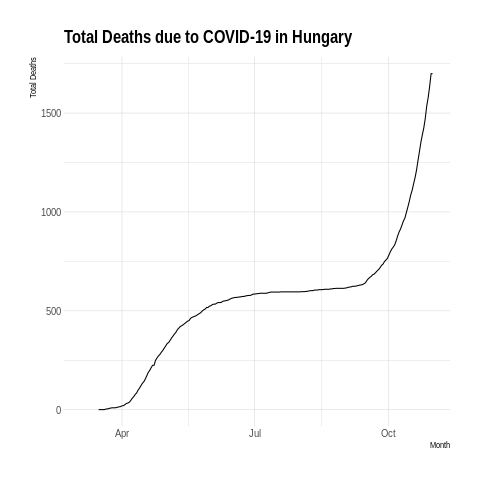 Total Deaths due to COVID-19 in Hungary
Total Deaths
1500
1000
500
0
Apr Jul Oct
Month